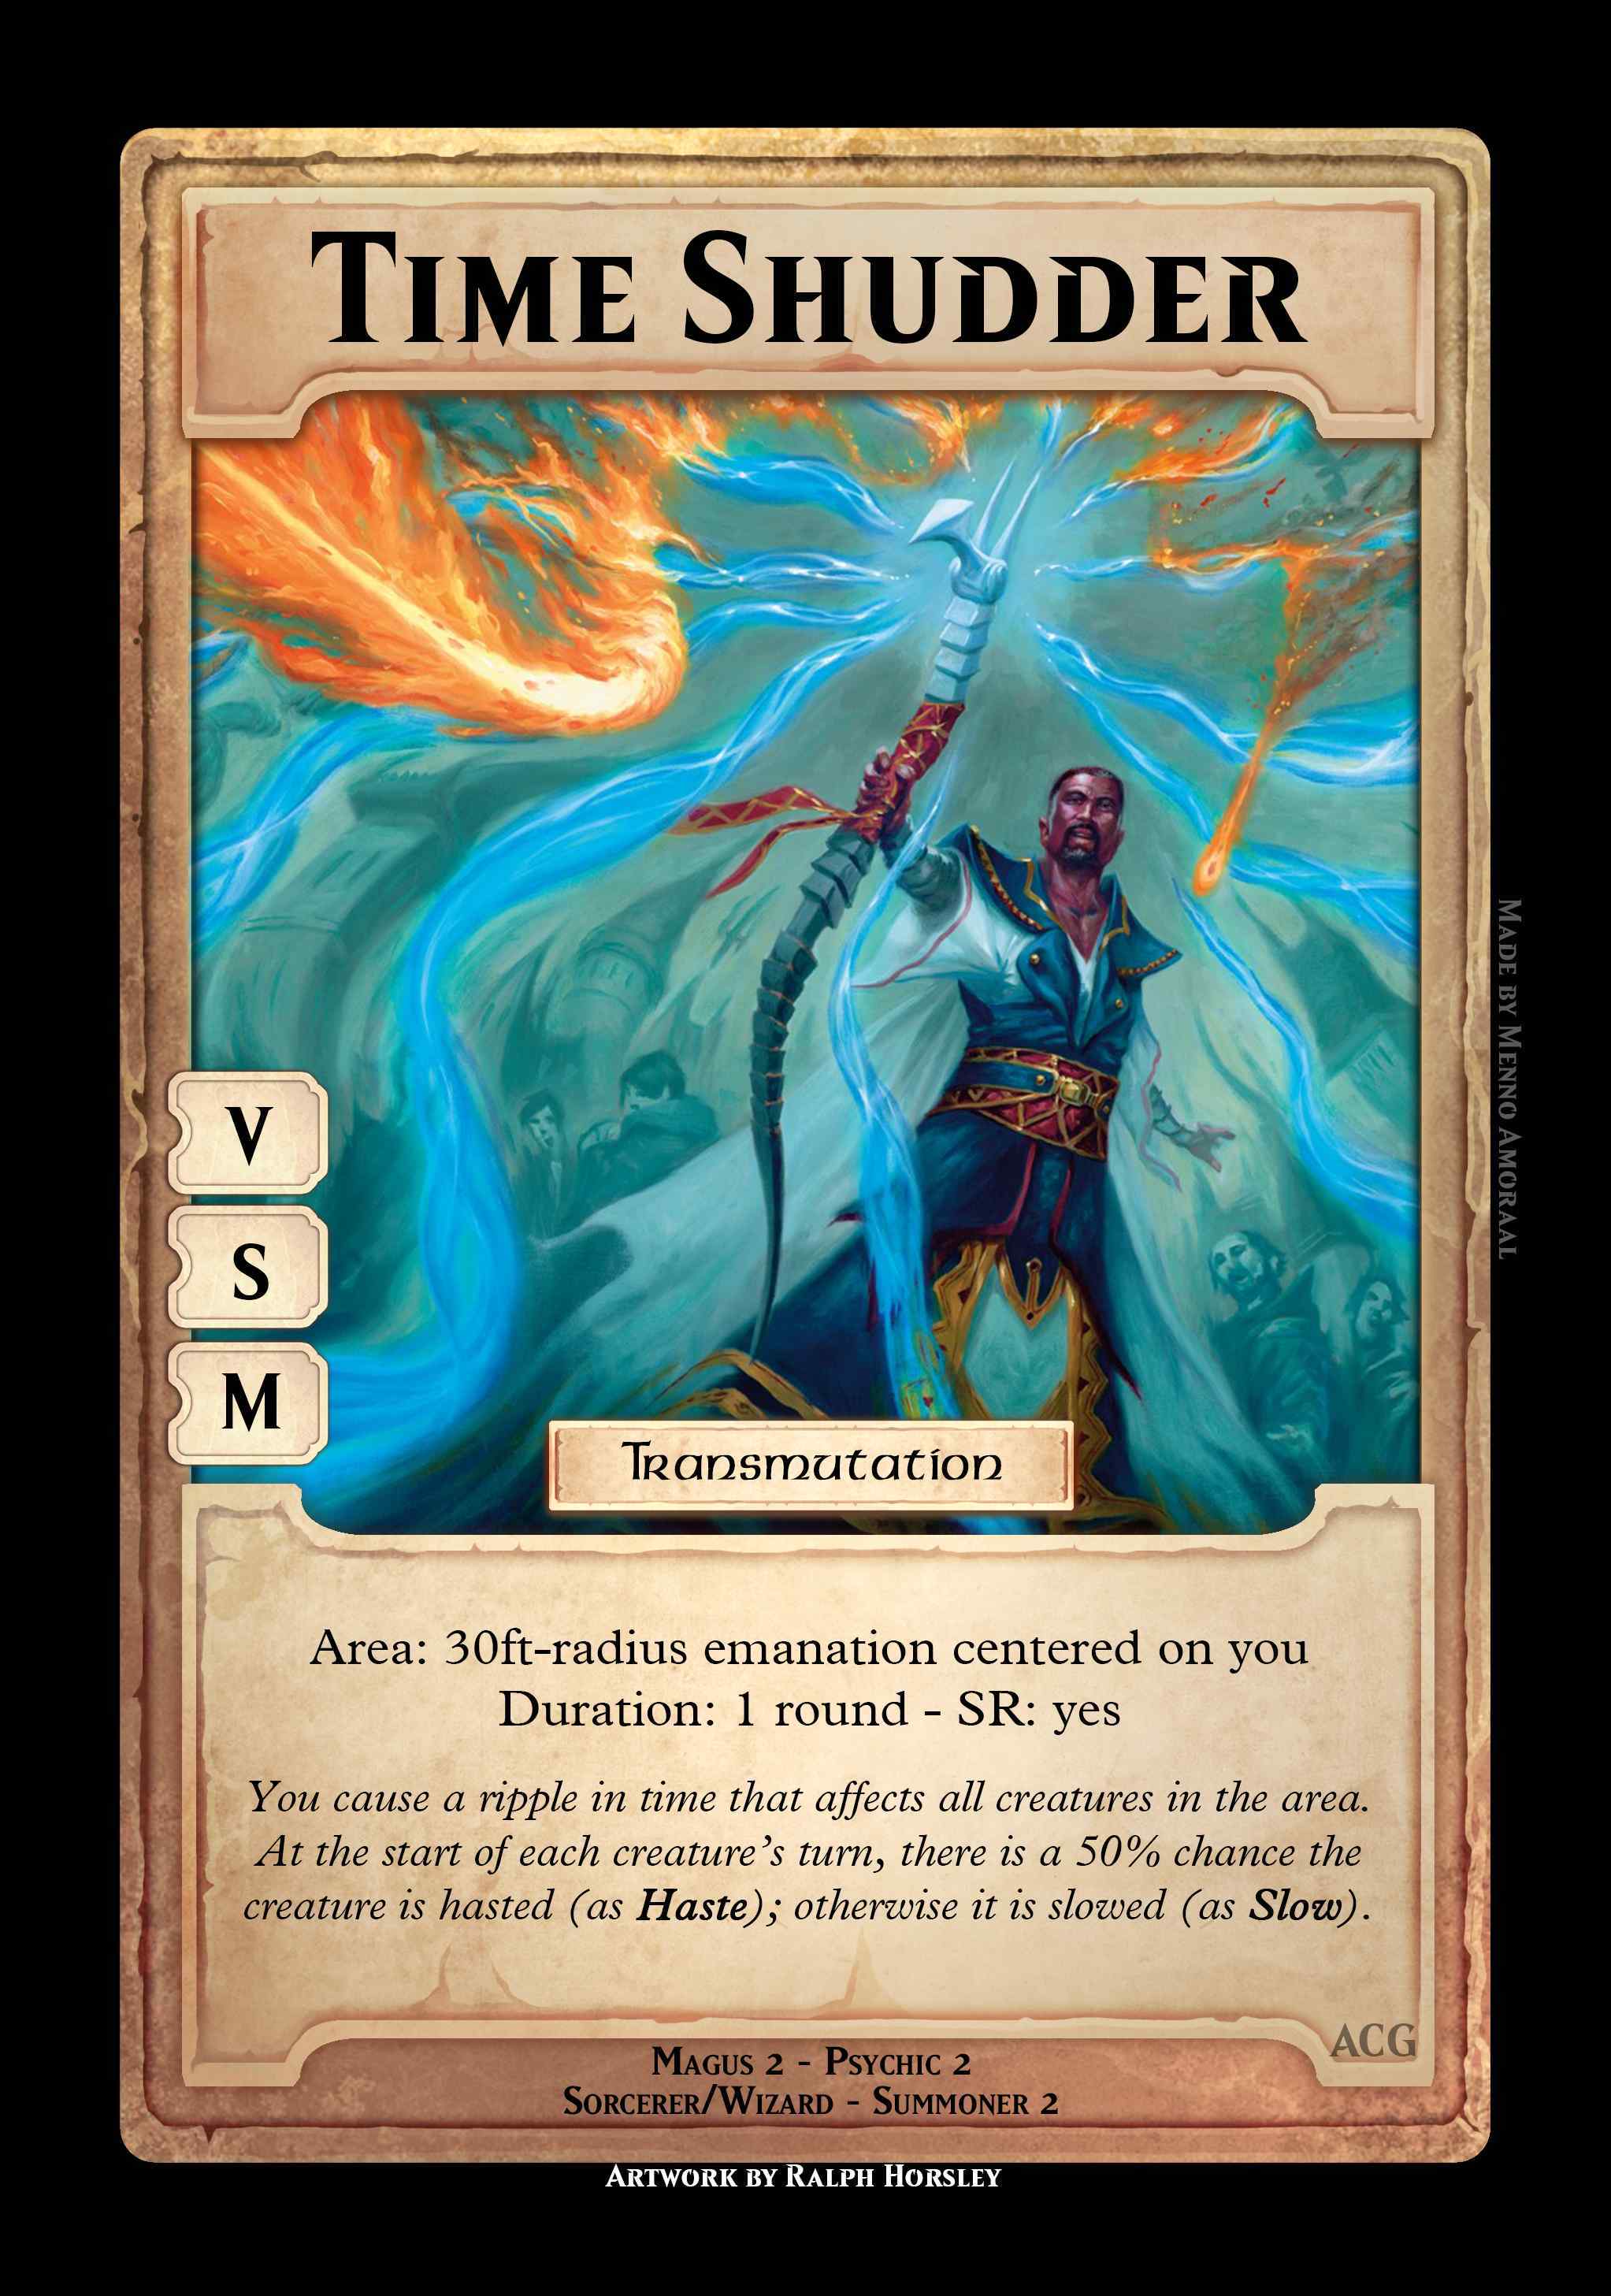 Time Shudder
V
S
M
Transmutation
Area: 30ft-radius emanation centered on you
Duration: 1 round - SR: yes
You cause a ripple in time that affects all creatures in the area.
At the start of each creature's turn, there is a 50% chance the
creature is hasted (as Haste); otherwise it is slowed (as Slow).
ACG
Magus 2 - Psychic 2
Sorcerer/Wizard - Summoner 2
Artwork by Ralph Horsley
Made by Menno Amoraal